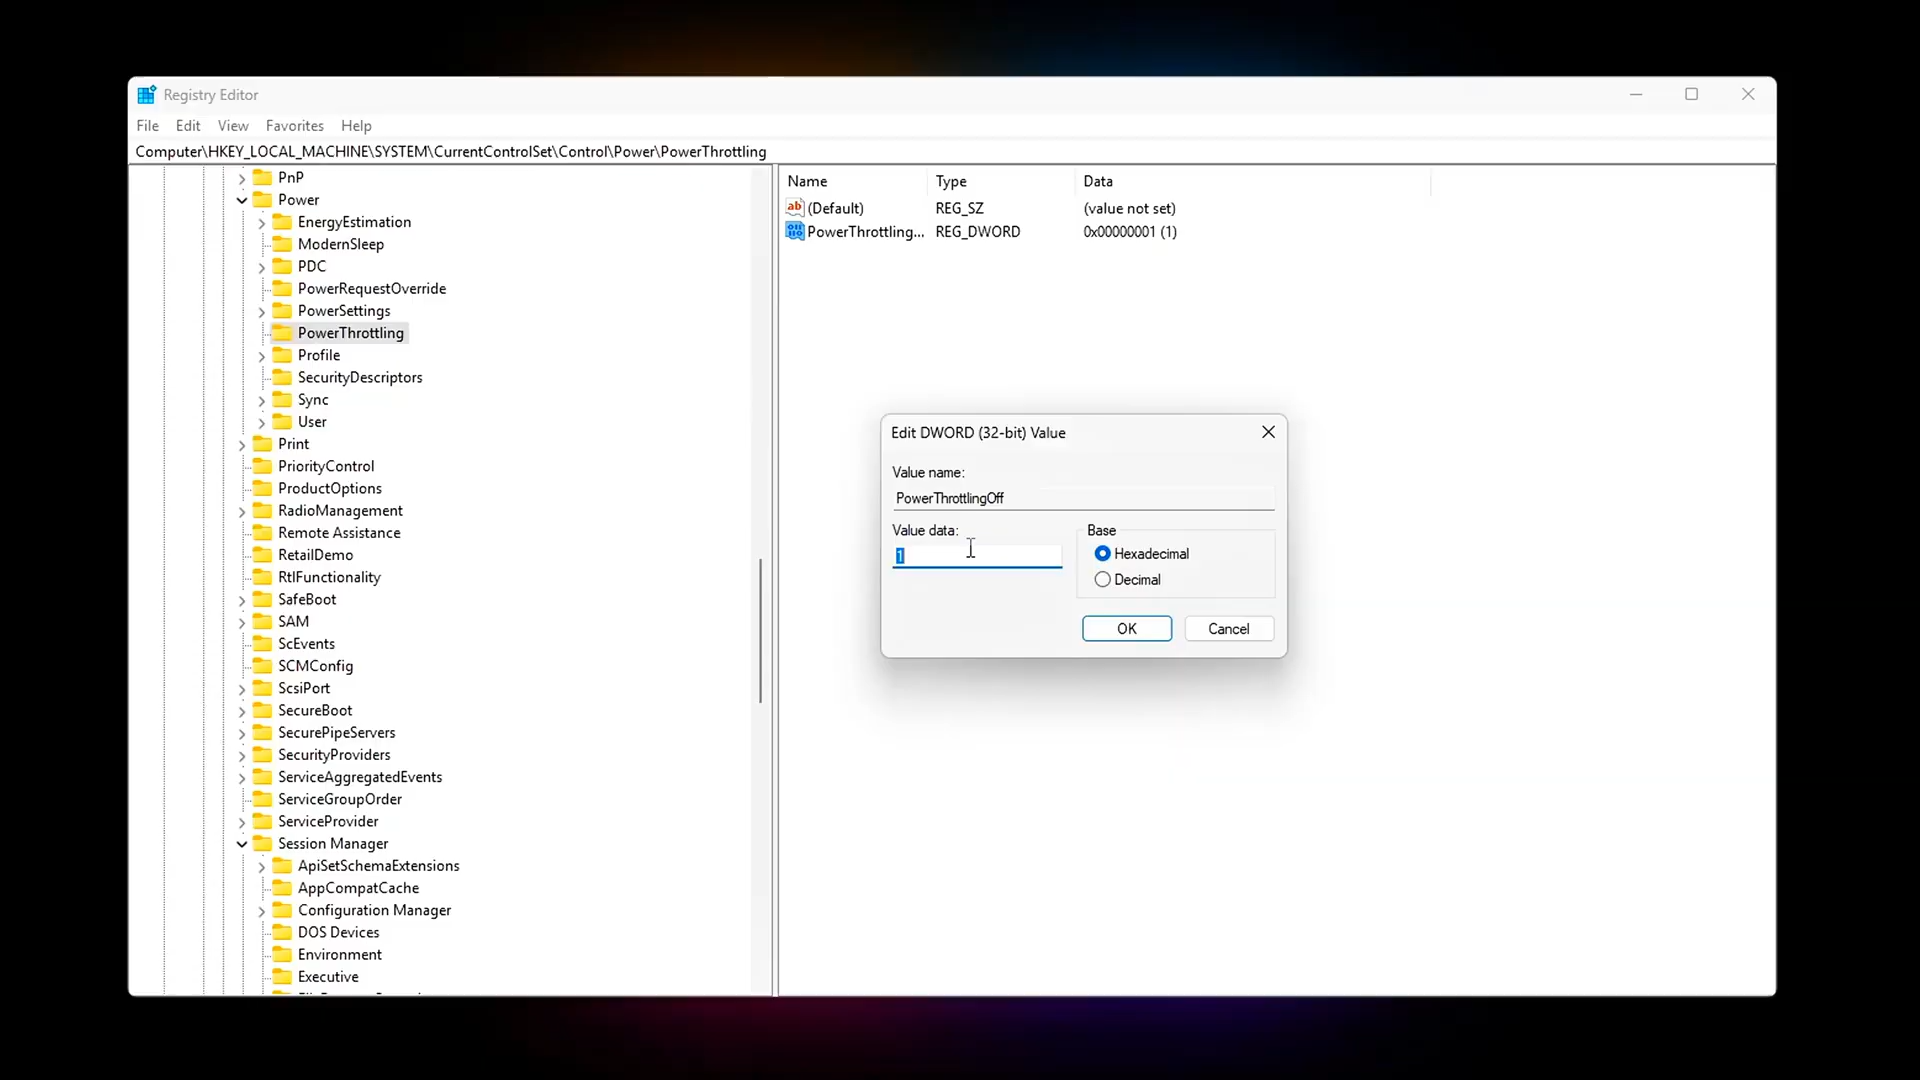 Registry Editor
File Edit View Favorites Help
Computer\HKEY_LOCAL_MACHINE\SYSTEM\CurrentControlSet\Control\Power\PowerThrottling
PnP
Power
EnergyEstimation
ModernSleep
PDC
PowerRequestOverride
PowerSettings
PowerThrottling
Profile
SecurityDescriptors
Sync
User
Print
PriorityControl
ProductOptions
RadioManagement
Remote Assistance
RetailDemo
RtlFunctionality
SafeBoot
SAM
ScEvents
SCMConfig
ScsiPort
SecureBoot
SecurePipeServers
SecurityProviders
ServiceAggregatedEvents
ServiceGroupOrder
ServiceProvider
Session Manager
ApiSetSchemaExtensions
AppCompatCache
Configuration Manager
DOS Devices
Environment
Executive
Name Type Data
(Default) REG_SZ (value not set)
PowerThrottling... REG_DWORD 0x00000001 (1)
Edit DWORD (32-bit) Value
Value name:
PowerThrottlingOff
Value data:
1
Base
Hexadecimal
Decimal
OK Cancel